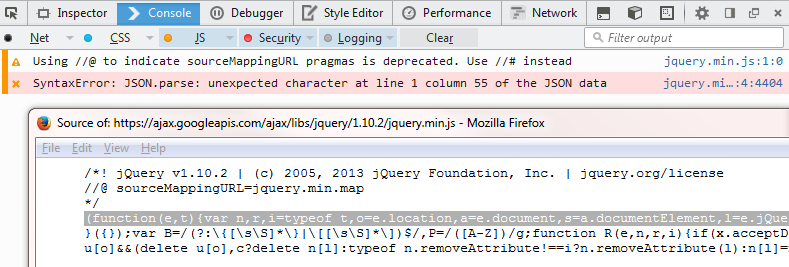 Inspector Console Debugger Style Editor Performance Network
Net CSS JS Security Logging Clear Filter output
Using //@ to indicate sourceMappingURL pragmas is deprecated. Use //# instead jquery.min.js:1:0
SyntaxError: JSON.parse: unexpected character at line 1 column 55 of the JSON data jquery.mi…:4:4404
Source of: https://ajax.googleapis.com/ajax/libs/jquery/1.10.2/jquery.min.js - Mozilla Firefox
File Edit View Help
/*! jQuery v1.10.2 | (c) 2005, 2013 jQuery Foundation, Inc. | jquery.org/license
//@ sourceMappingURL=jquery.min.map
*/
(function(e,t){var n,r,i=typeof t,o=e.location,a=e.document,s=a.documentElement,l=e.jQue
}({});var B=/(?:\{[\s\S]*\}|\[[\s\S]*\])$/,P=/([A-Z])/g;function R(e,n,r,i){if(x.acceptD
u[o]&&(delete u[o],c?delete n[l]:typeof n.removeAttribute!==i?n.removeAttribute(l):n[l]=